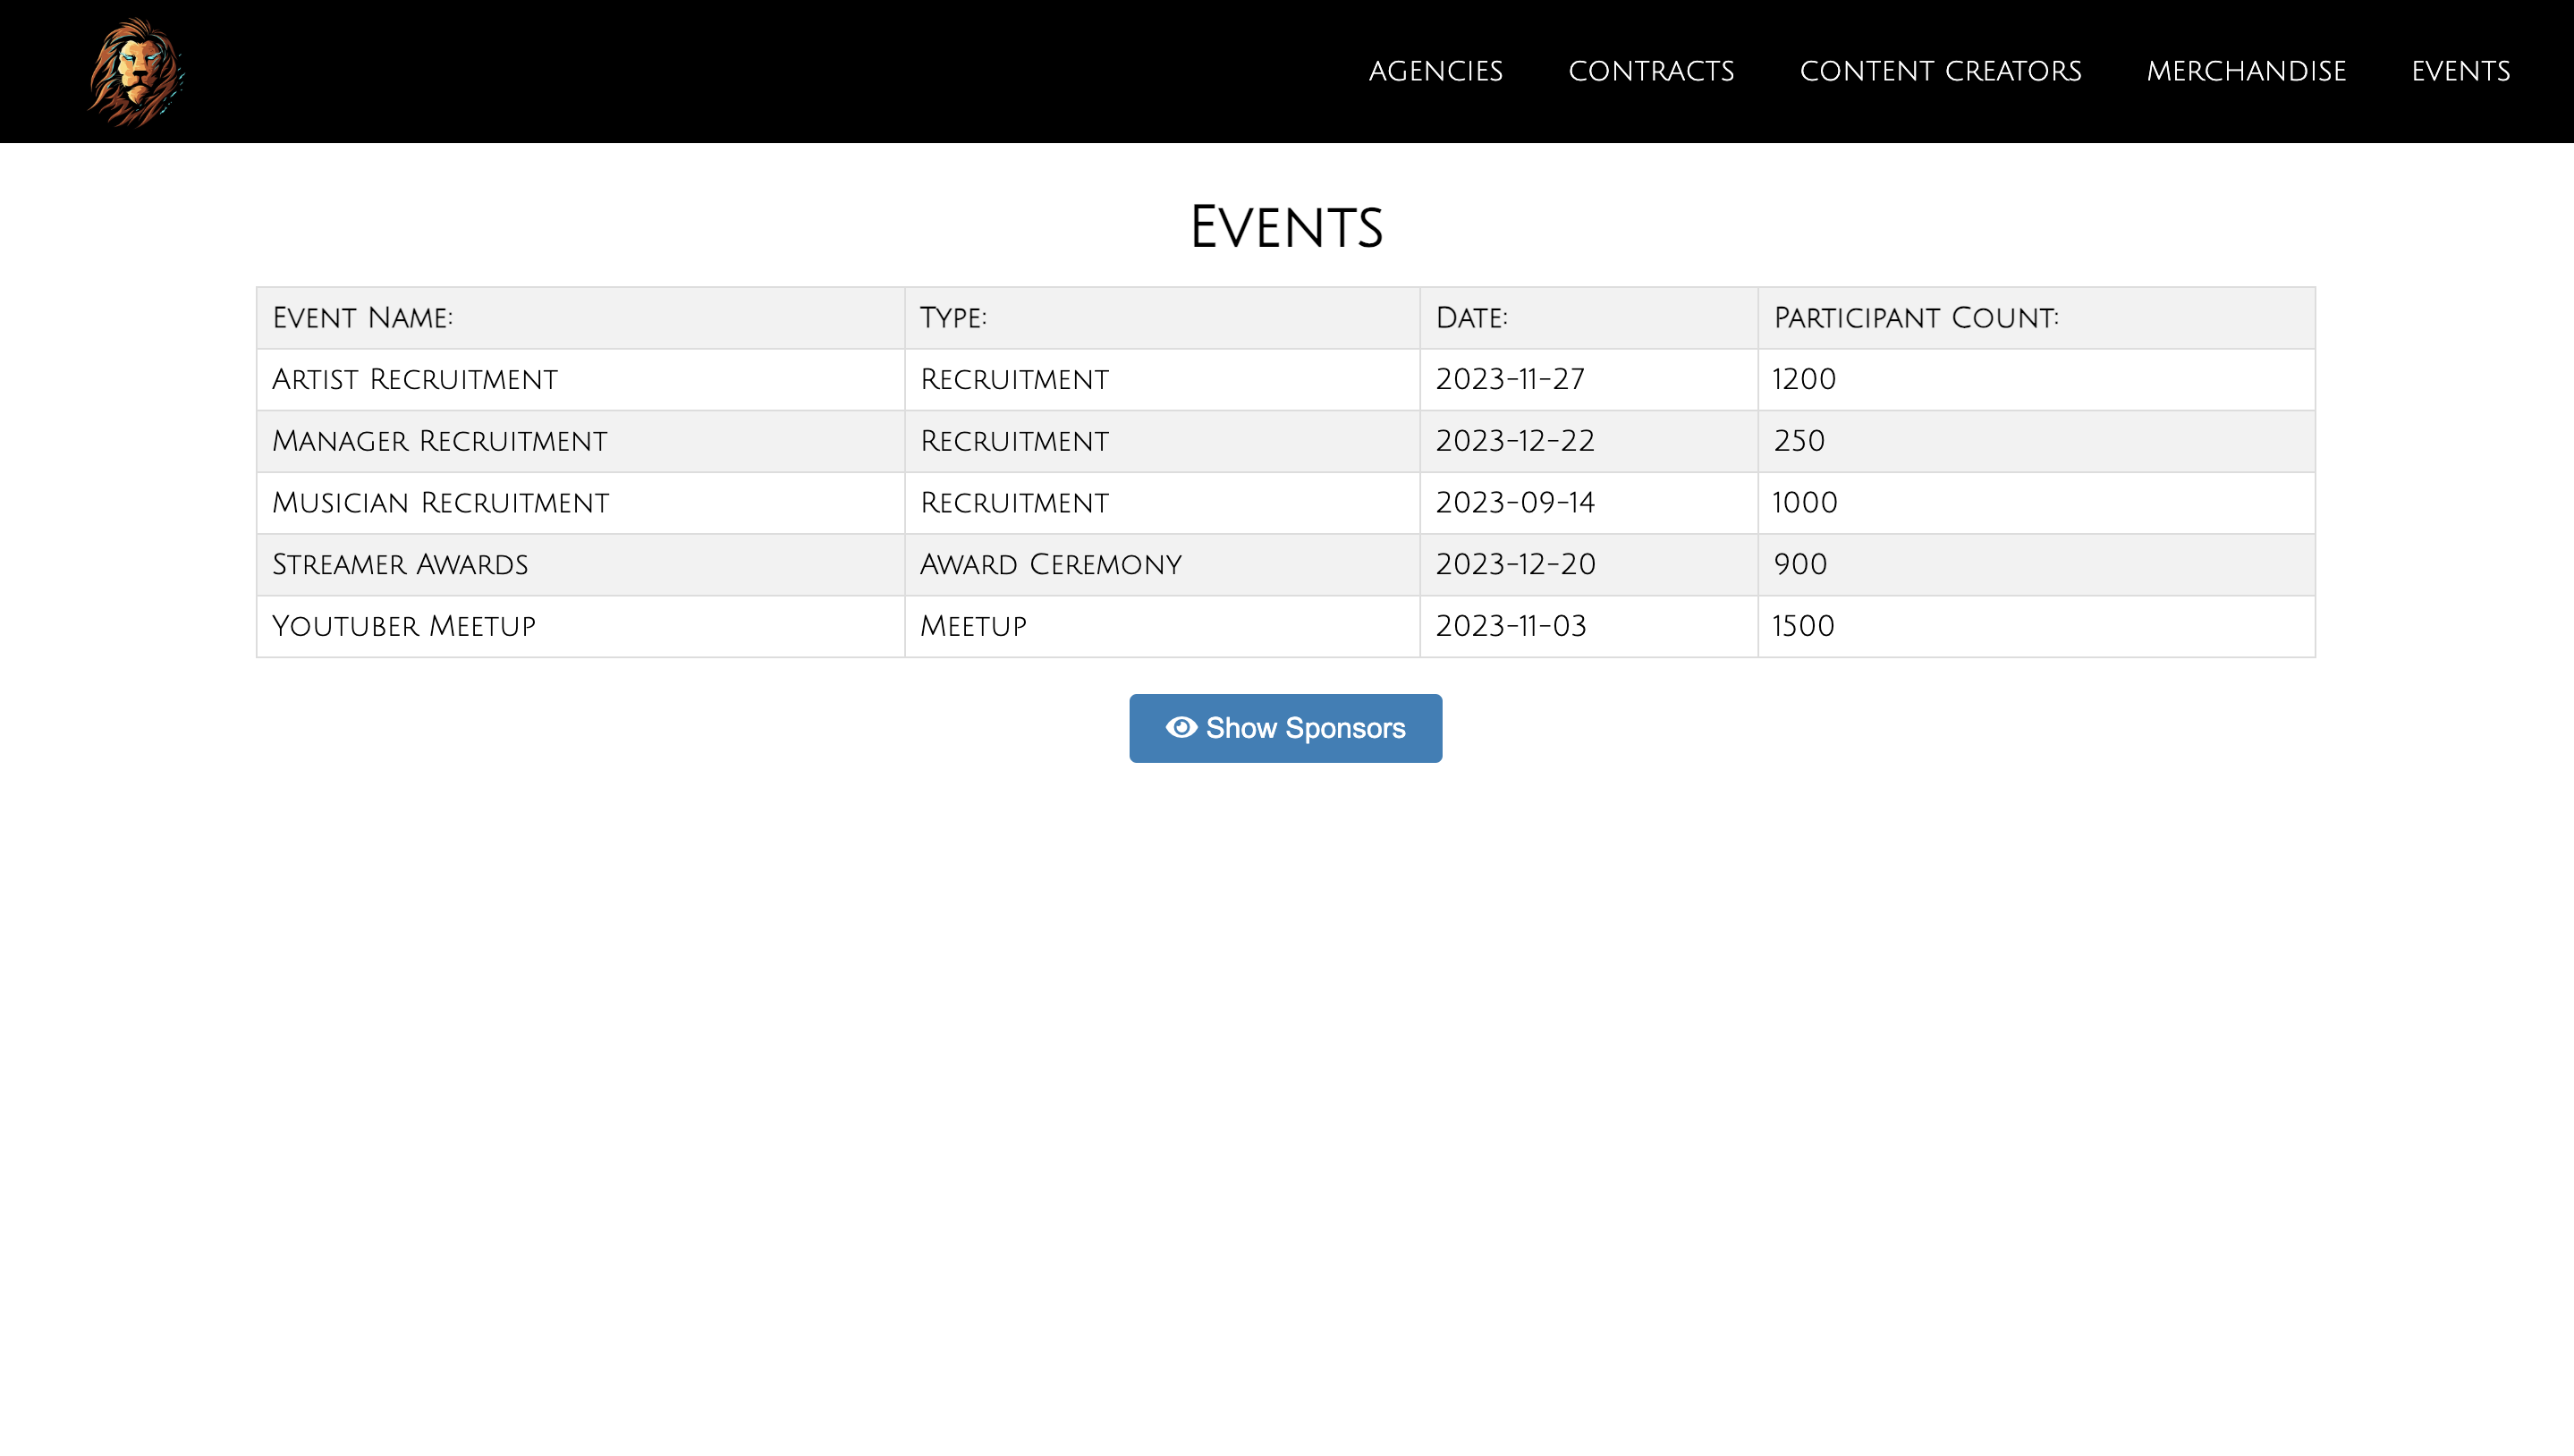 AGENCIES CONTRACTS CONTENT CREATORS MERCHANDISE EVENTS
Events
Event Name: Type: Date: Participant Count:
Artist Recruitment Recruitment 2023-11-27 1200
Manager Recruitment Recruitment 2023-12-22 250
Musician Recruitment Recruitment 2023-09-14 1000
Streamer Awards Award Ceremony 2023-12-20 900
Youtuber Meetup Meetup 2023-11-03 1500
Show Sponsors